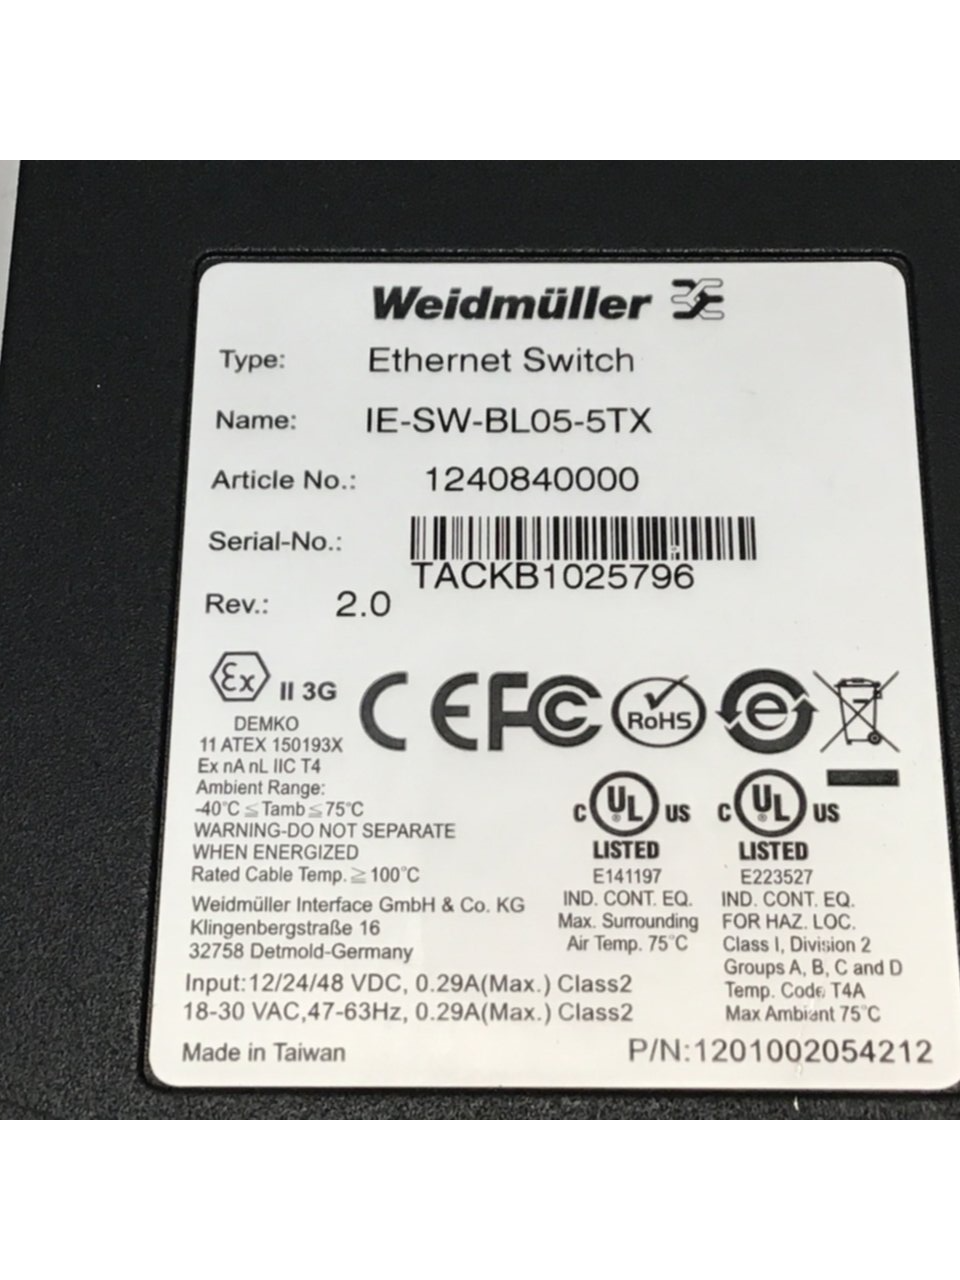 Weidmüller
Type: Ethernet Switch
Name: IE-SW-BL05-5TX
Article No.: 1240840000
Serial-No.:
TACKB1025796
Rev.: 2.0
Ex II 3G
DEMKO
11 ATEX 150193X
Ex nA nL IIC T4
Ambient Range:
-40°C ≦ Tamb ≦ 75°C
WARNING-DO NOT SEPARATE
WHEN ENERGIZED
Rated Cable Temp. ≧ 100°C
Weidmüller Interface GmbH & Co. KG
Klingenbergstraße 16
32758 Detmold-Germany
CE FC RoHS e
C UL ® US
LISTED
E141197
IND. CONT. EQ.
Max. Surrounding
Air Temp. 75°C
C UL ® US
LISTED
E223527
IND. CONT. EQ.
FOR HAZ. LOC.
Class I, Division 2
Groups A, B, C and D
Temp. Code T4A
Max Ambient 75°C
Input:12/24/48 VDC, 0.29A(Max.) Class2
18-30 VAC,47-63Hz, 0.29A(Max.) Class2
Made in Taiwan
P/N:1201002054212